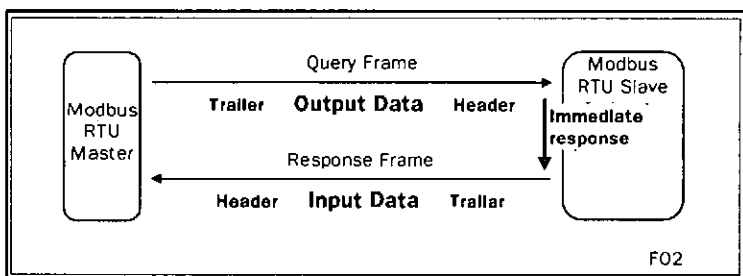 Query Frame
Trailer Output Data Header
Modbus
RTU
Master
Modbus
RTU Slave
Immediate
response
Response Frame
Header Input Data Trallar
F02